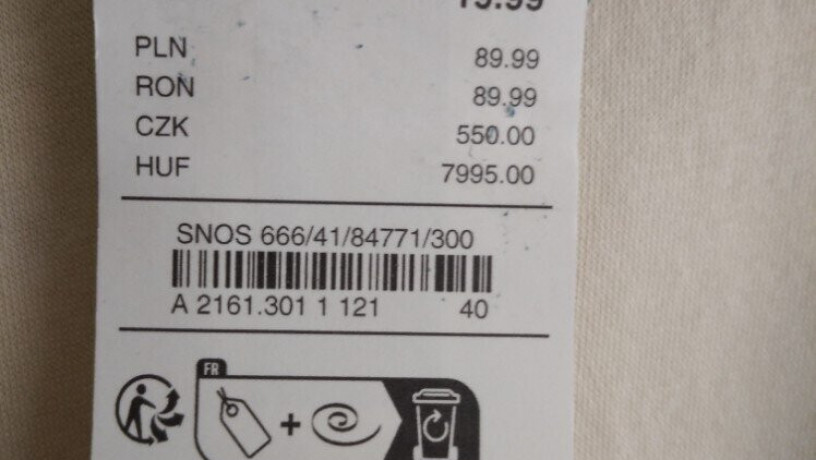 PLN 89.99
RON 89.99
CZK 550.00
HUF 7995.00
SNOS 666/41/84771/300
A 2161.301 1 121 40
FR
+